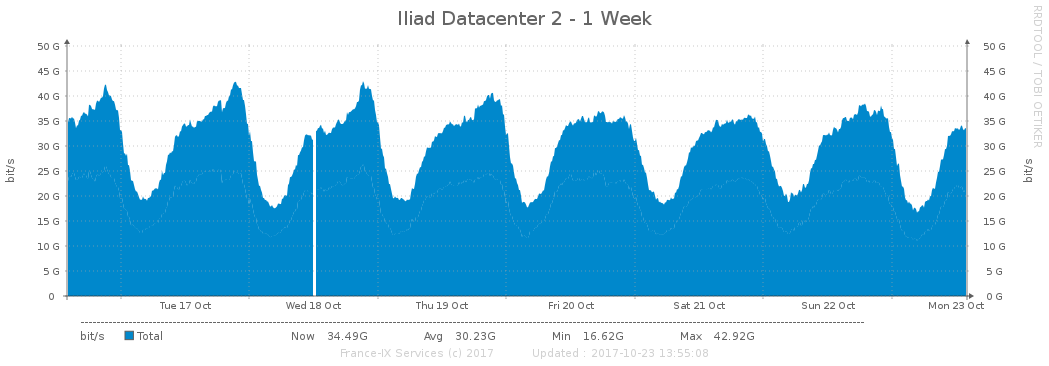 Iliad Datacenter 2 - 1 Week
RRDTOOL / TOBI OETIKER
50 G 50 G
45 G 45 G
40 G 40 G
35 G 35 G
30 G 30 G
25 G 25 G
20 G 20 G
15 G 15 G
10 G 10 G
5 G 5 G
0 0 G
bit/s bit/s
Tue 17 Oct Wed 18 Oct Thu 19 Oct Fri 20 Oct Sat 21 Oct Sun 22 Oct Mon 23 Oct
bit/s Total Now 34.49G Avg 30.23G Min 16.62G Max 42.92G
France-IX Services (c) 2017 Updated : 2017-10-23 13:55:08